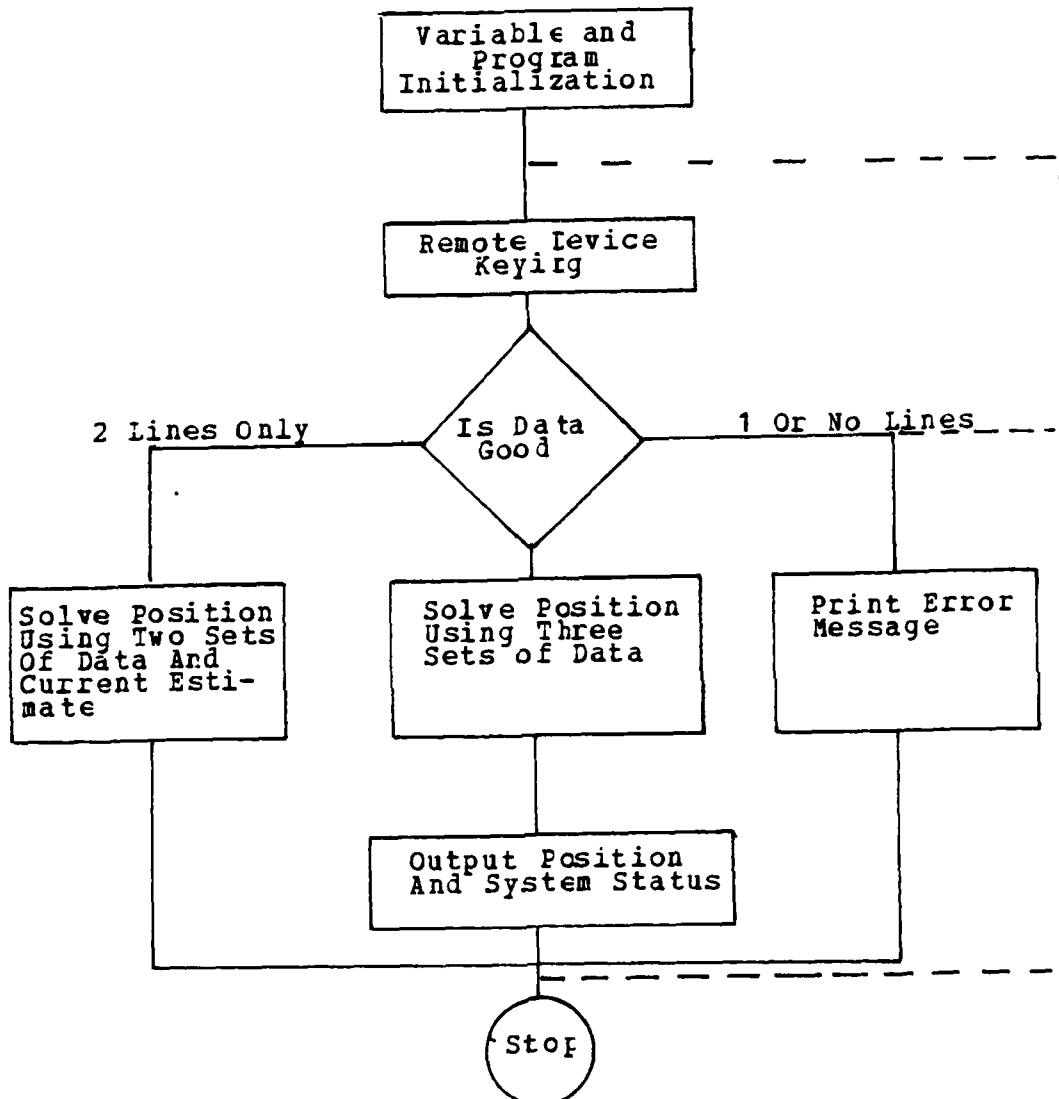 Variable and
Program
Initialization
Remote Device
Keying
2 Lines Only
Is Data
Good
1 Or No Lines
Solve Position
Using Two Sets
Of Data And
Current Esti-
mate
Solve Position
Using Three
Sets of Data
Print Error
Message
Output Position
And System Status
Stop